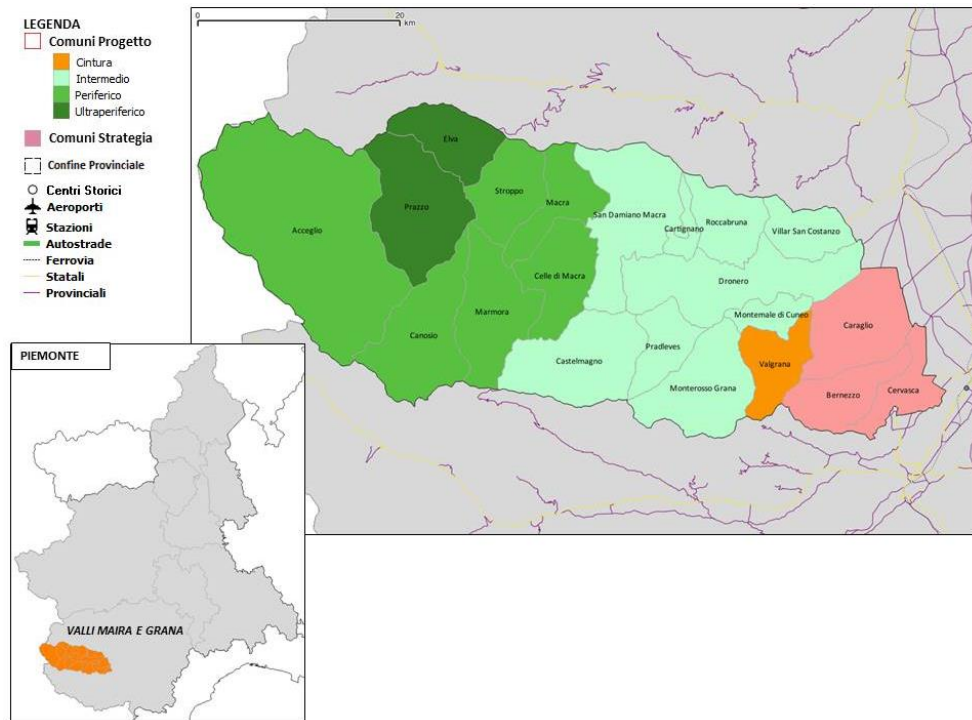 LEGENDA
Comuni Progetto
Cintura
Intermedio
Periferico
Ultraperiferico
Comuni Strategia
Confine Provinciale
Centri Storici
Aeroporti
Stazioni
Autostrade
Ferrovia
Statali
Provinciali
0 20
km
Elva
Stroppo
Macra
Prazzo
Acceglio
San Damiano Macra
Cartignano
Roccabruna
Villar San Costanzo
Celle di Macra
Dronero
Marmora
Montemale di Cuneo
Canosio
Caraglio
Pradleves
Castelmagno
Valgrana
Monterosso Grana
Bernezzo
Cervasca
PIEMONTE
VALLI MAIRA E GRANA